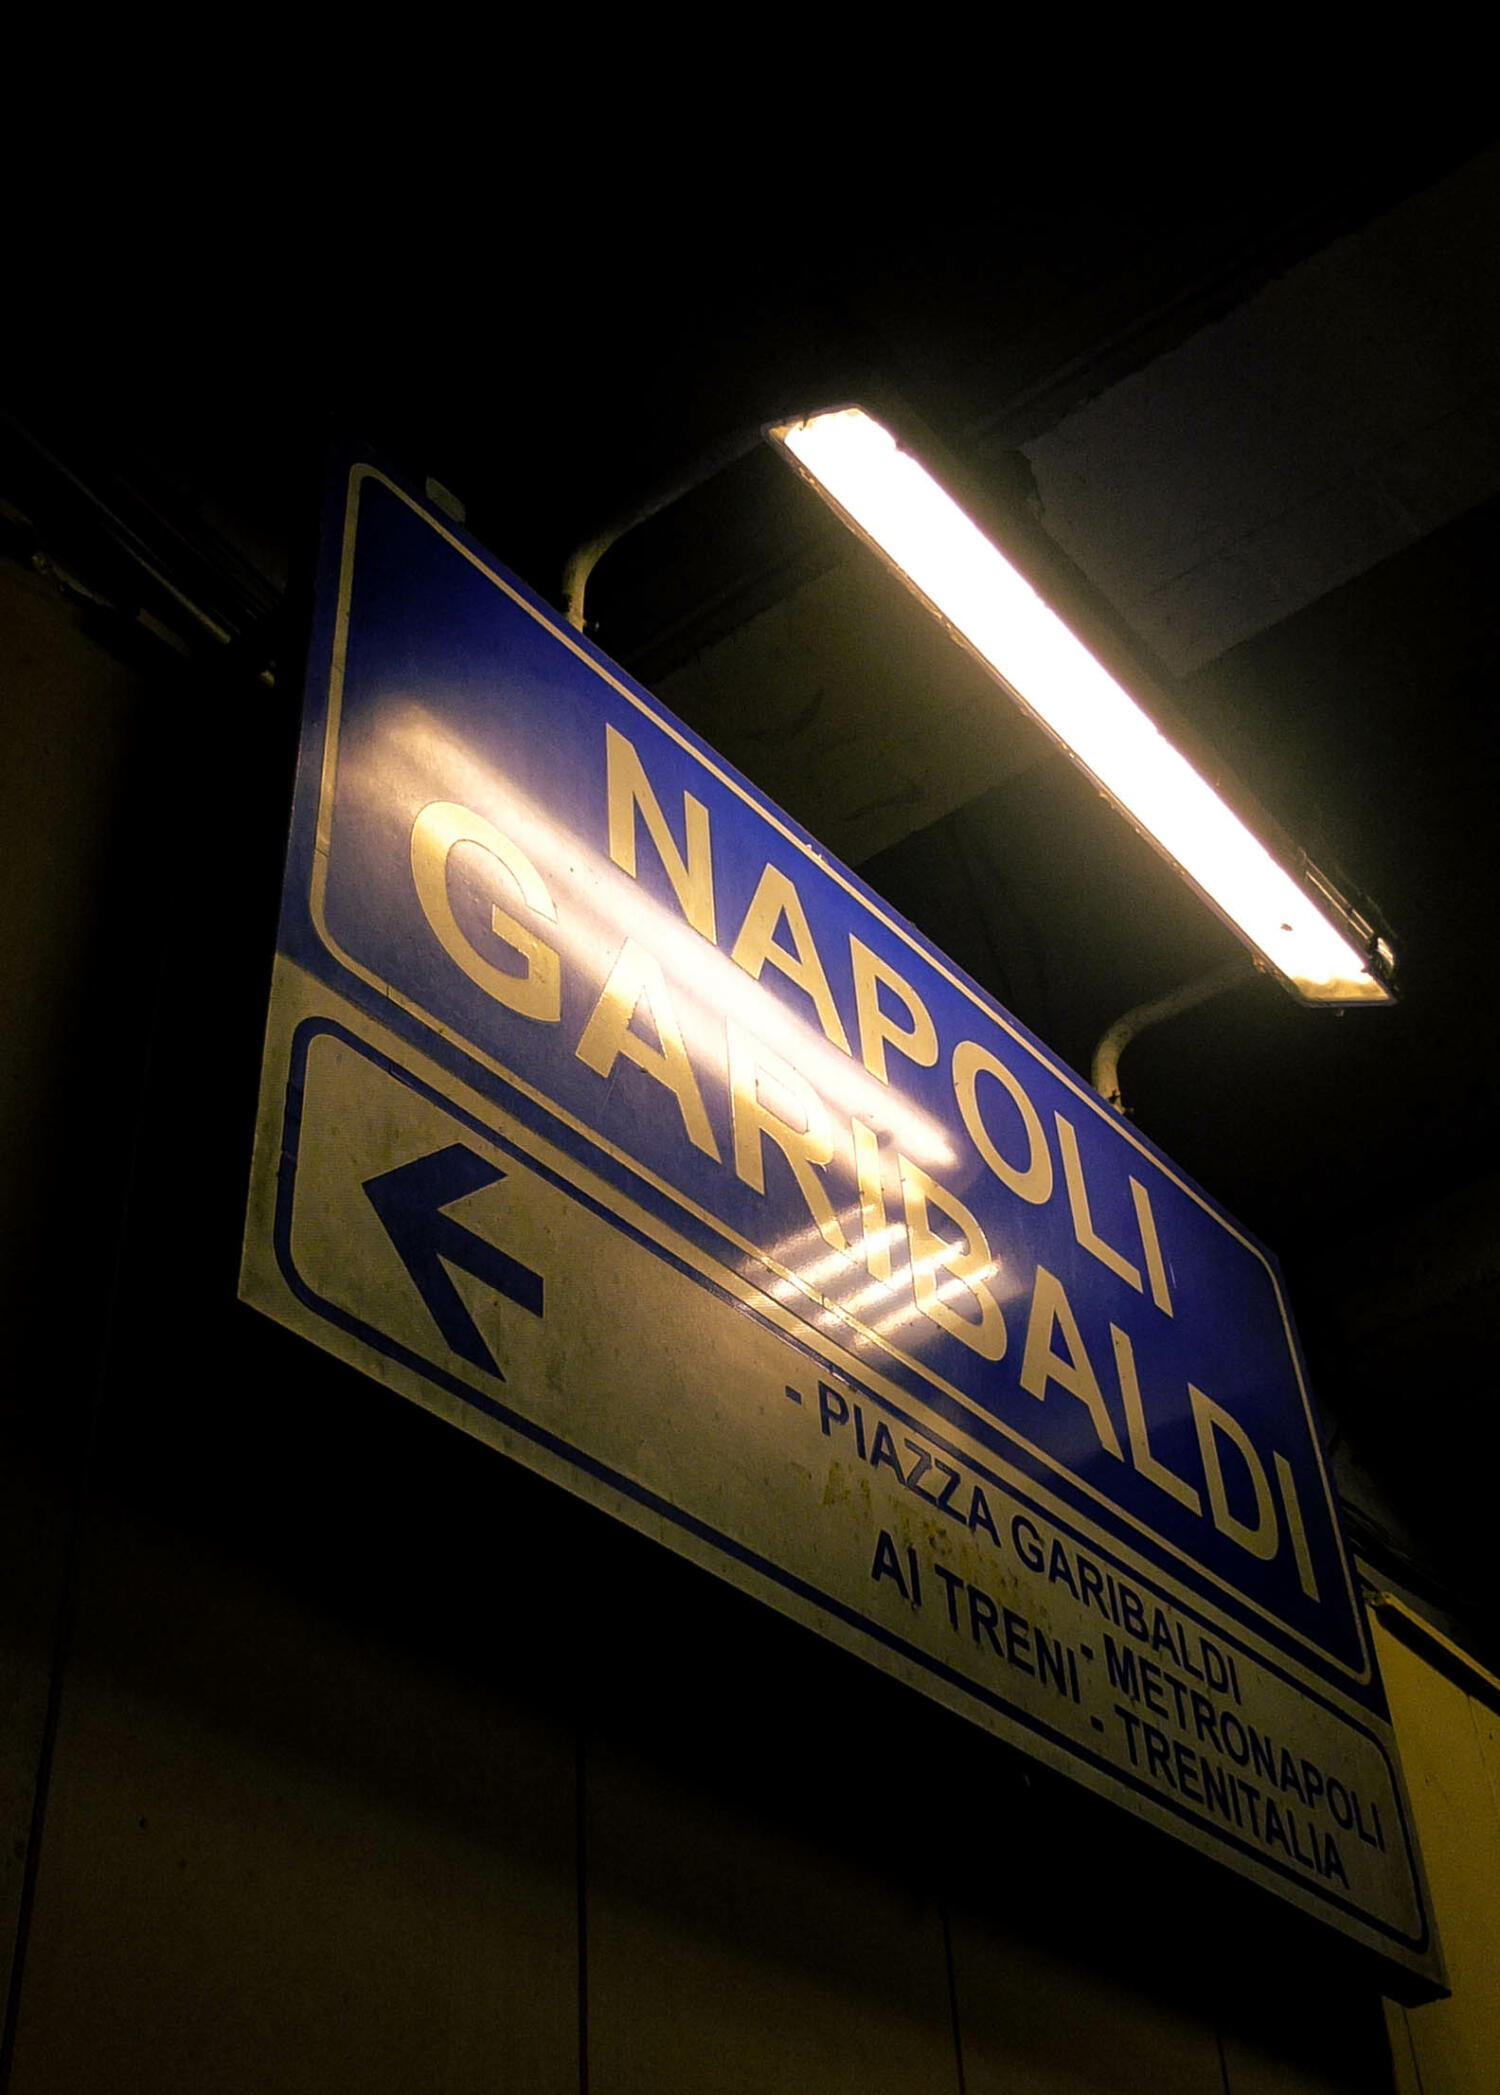 NAPOLI
GARIBALDI
- PIAZZA GARIBALDI
AI TRENI - METRONAPOLI
- TRENITALIA